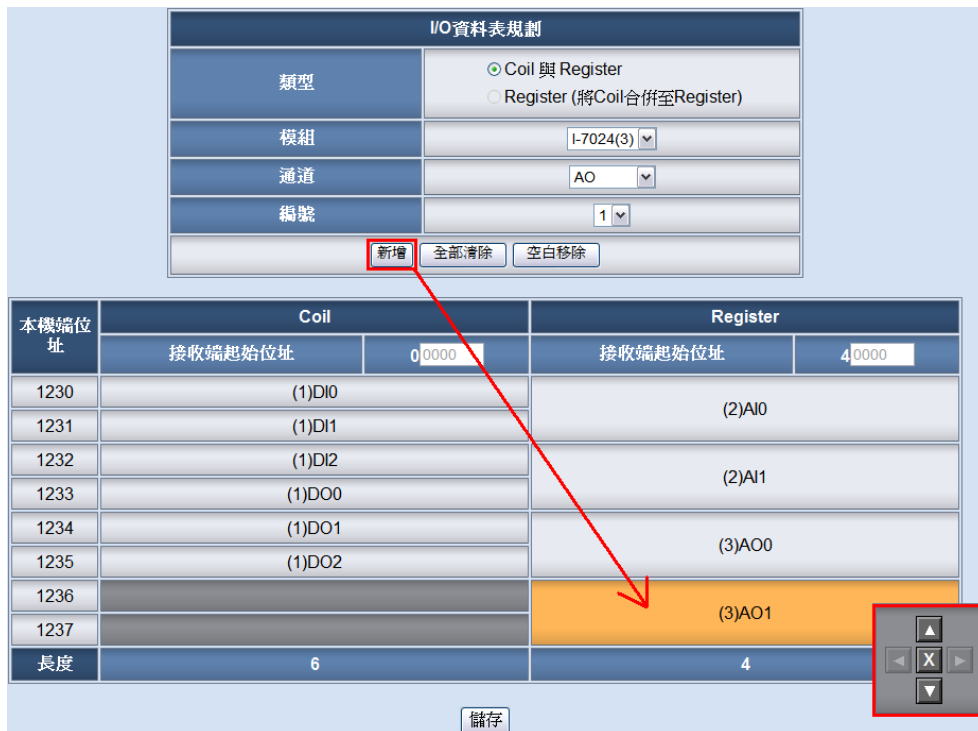 I/O資料表規劃
類型
Coil 與 Register
Register (將Coil合併至Register)
模組
I-7024(3)
通道
AO
編號
1
新增 全部清除 空白移除
本機端位址
Coil
Register
接收端起始位址 0 0000
接收端起始位址 4 0000
1230 (1)DI0 (2)AI0
1231 (1)DI1
1232 (1)DI2 (2)AI1
1233 (1)DO0
1234 (1)DO1 (3)AO0
1235 (1)DO2
1236 (3)AO1
1237
長度 6 4
X
儲存